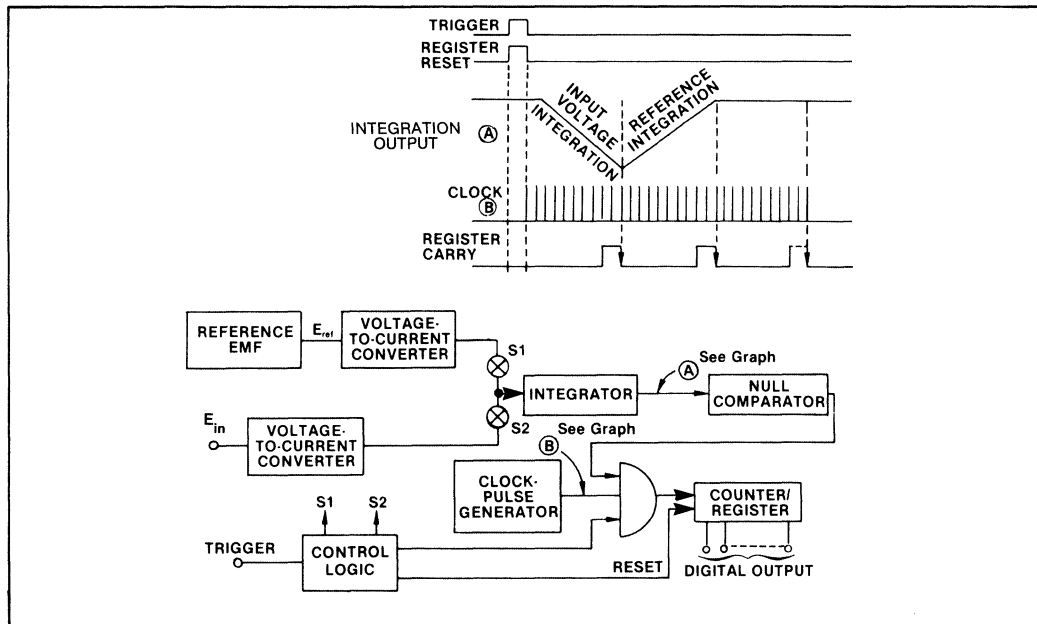 TRIGGER
REGISTER
RESET
INPUT
VOLTAGE
INTEGRATION
REFERENCE
INTEGRATION
INTEGRATION
OUTPUT
A
CLOCK
B
REGISTER
CARRY
REFERENCE
EMF
Eref
VOLTAGE-
TO-CURRENT
CONVERTER
S1
See Graph
A
INTEGRATOR
NULL
COMPARATOR
Ein
VOLTAGE-
TO-CURRENT
CONVERTER
S2
See Graph
B
CLOCK-
PULSE
GENERATOR
COUNTER/
REGISTER
S1
S2
TRIGGER
CONTROL
LOGIC
RESET
DIGITAL OUTPUT